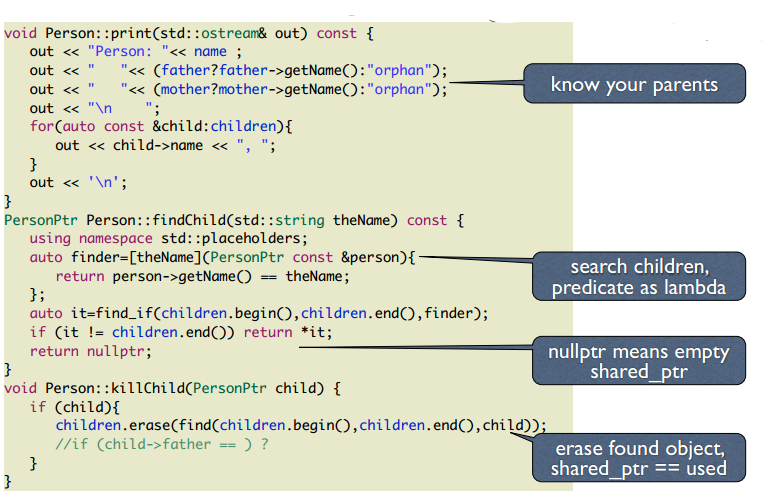 void Person::print(std::ostream& out) const {
out << "Person: "<< name ;
out << "   "<< (father?father->getName():"orphan");
out << "   "<< (mother?mother->getName():"orphan");
know your parents
out << "\n    ";
for(auto const &child:children){
out << child->name << ", ";
}
out << '\n';
}
PersonPtr Person::findChild(std::string theName) const {
using namespace std::placeholders;
auto finder=[theName](PersonPtr const &person){
return person->getName() == theName;
};
search children,
predicate as lambda
auto it=find_if(children.begin(),children.end(),finder);
if (it != children.end()) return *it;
return nullptr;
nullptr means empty
shared_ptr
}
void Person::killChild(PersonPtr child) {
if (child){
children.erase(find(children.begin(),children.end(),child));
//if (child->father == ) ?
erase found object,
shared_ptr == used
}
}